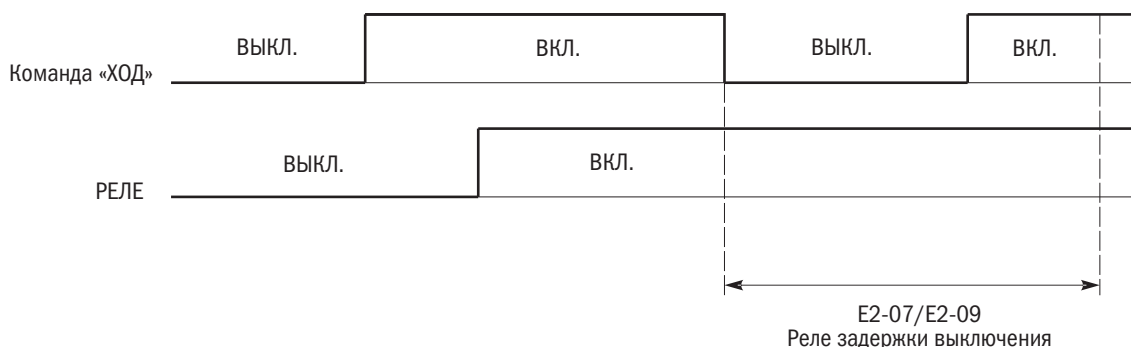 ВЫКЛ. ВКЛ. ВЫКЛ. ВКЛ.
Команда «ХОД»
ВЫКЛ. ВКЛ.
РЕЛЕ
E2-07/E2-09
Реле задержки выключения